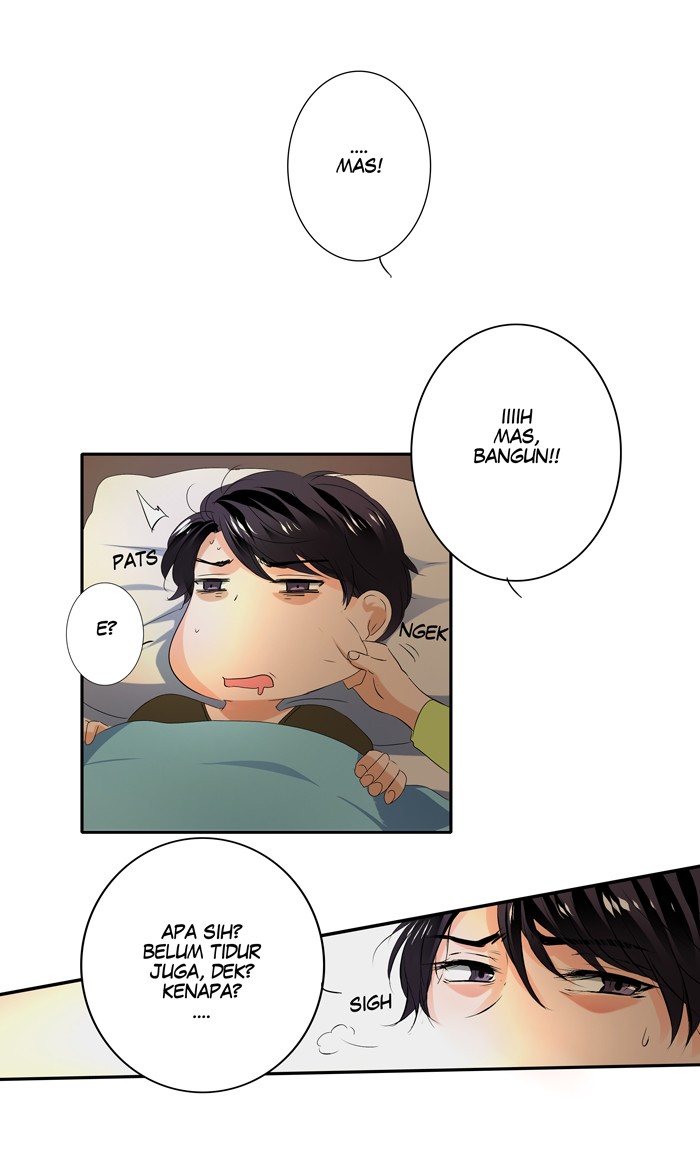 ....
MAS!
IIIIH
MAS,
BANGUN!!
PATS
E?
NGEK
APA SIH?
BELUM TIDUR
JUGA, DEK?
KENAPA?
....
SIGH